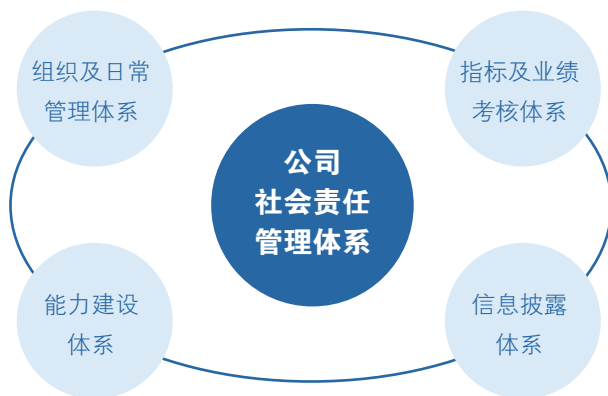 组织及日常
管理体系
指标及业绩
考核体系
公司
社会责任
管理体系
能力建设
体系
信息披露
体系